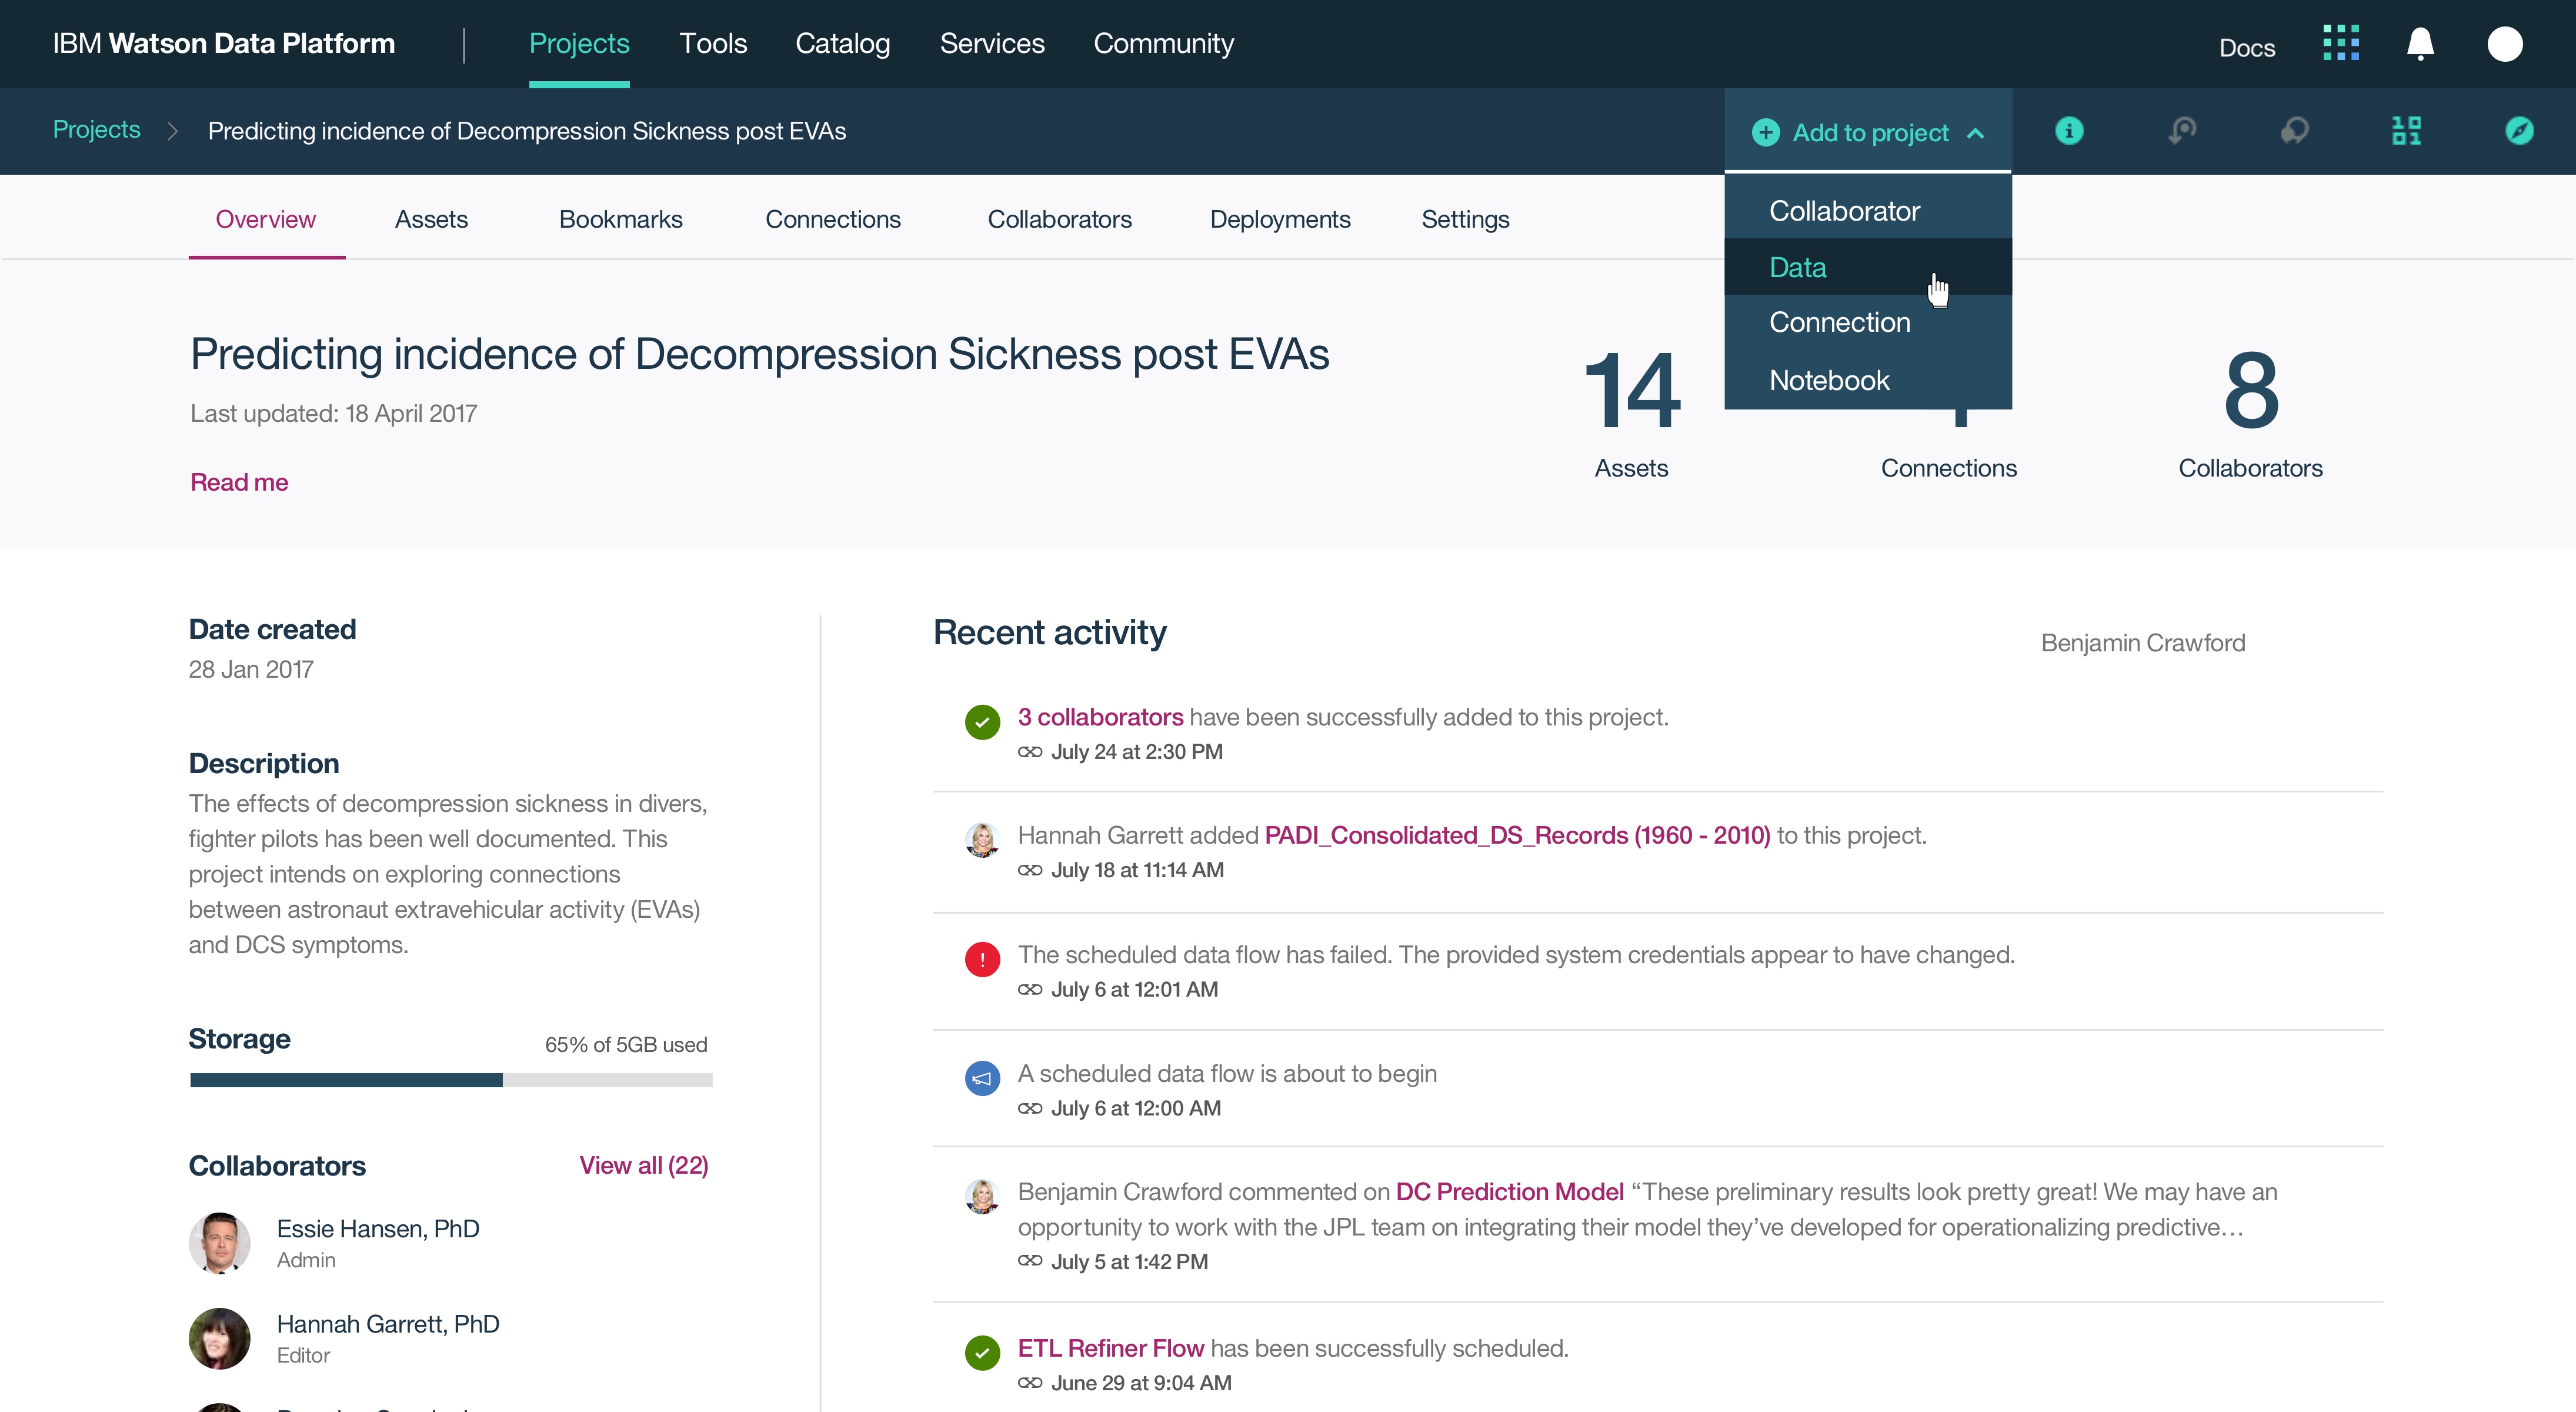 IBM Watson Data Platform
Projects
Tools
Catalog
Services
Community
Docs
Projects
Predicting incidence of Decompression Sickness post EVAs
Add to project
Collaborator
Data
Connection
Notebook
Overview
Assets
Bookmarks
Connections
Collaborators
Deployments
Settings
Predicting incidence of Decompression Sickness post EVAs
Last updated: 18 April 2017
Read me
14
Assets
Connections
8
Collaborators
Date created
28 Jan 2017
Description
The effects of decompression sickness in divers,
fighter pilots has been well documented. This
project intends on exploring connections
between astronaut extravehicular activity (EVAs)
and DCS symptoms.
Storage
65% of 5GB used
Collaborators
View all (22)
Essie Hansen, PhD
Admin
Hannah Garrett, PhD
Editor
Recent activity
Benjamin Crawford
3 collaborators have been successfully added to this project.
July 24 at 2:30 PM
Hannah Garrett added PADI_Consolidated_DS_Records (1960 - 2010) to this project.
July 18 at 11:14 AM
The scheduled data flow has failed. The provided system credentials appear to have changed.
July 6 at 12:01 AM
A scheduled data flow is about to begin
July 6 at 12:00 AM
Benjamin Crawford commented on DC Prediction Model “These preliminary results look pretty great! We may have an
opportunity to work with the JPL team on integrating their model they’ve developed for operationalizing predictive…
July 5 at 1:42 PM
ETL Refiner Flow has been successfully scheduled.
June 29 at 9:04 AM